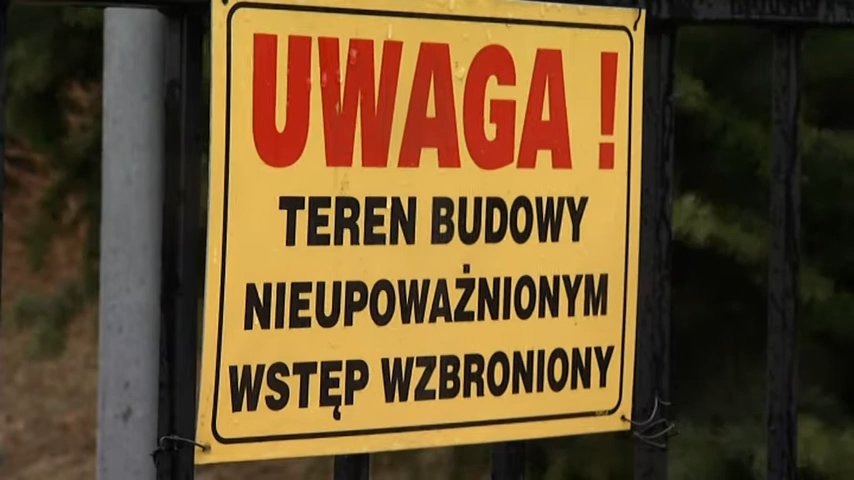 UWAGA !
TEREN BUDOWY
NIEUPOWAŻNIONYM
WSTĘP WZBRONIONY